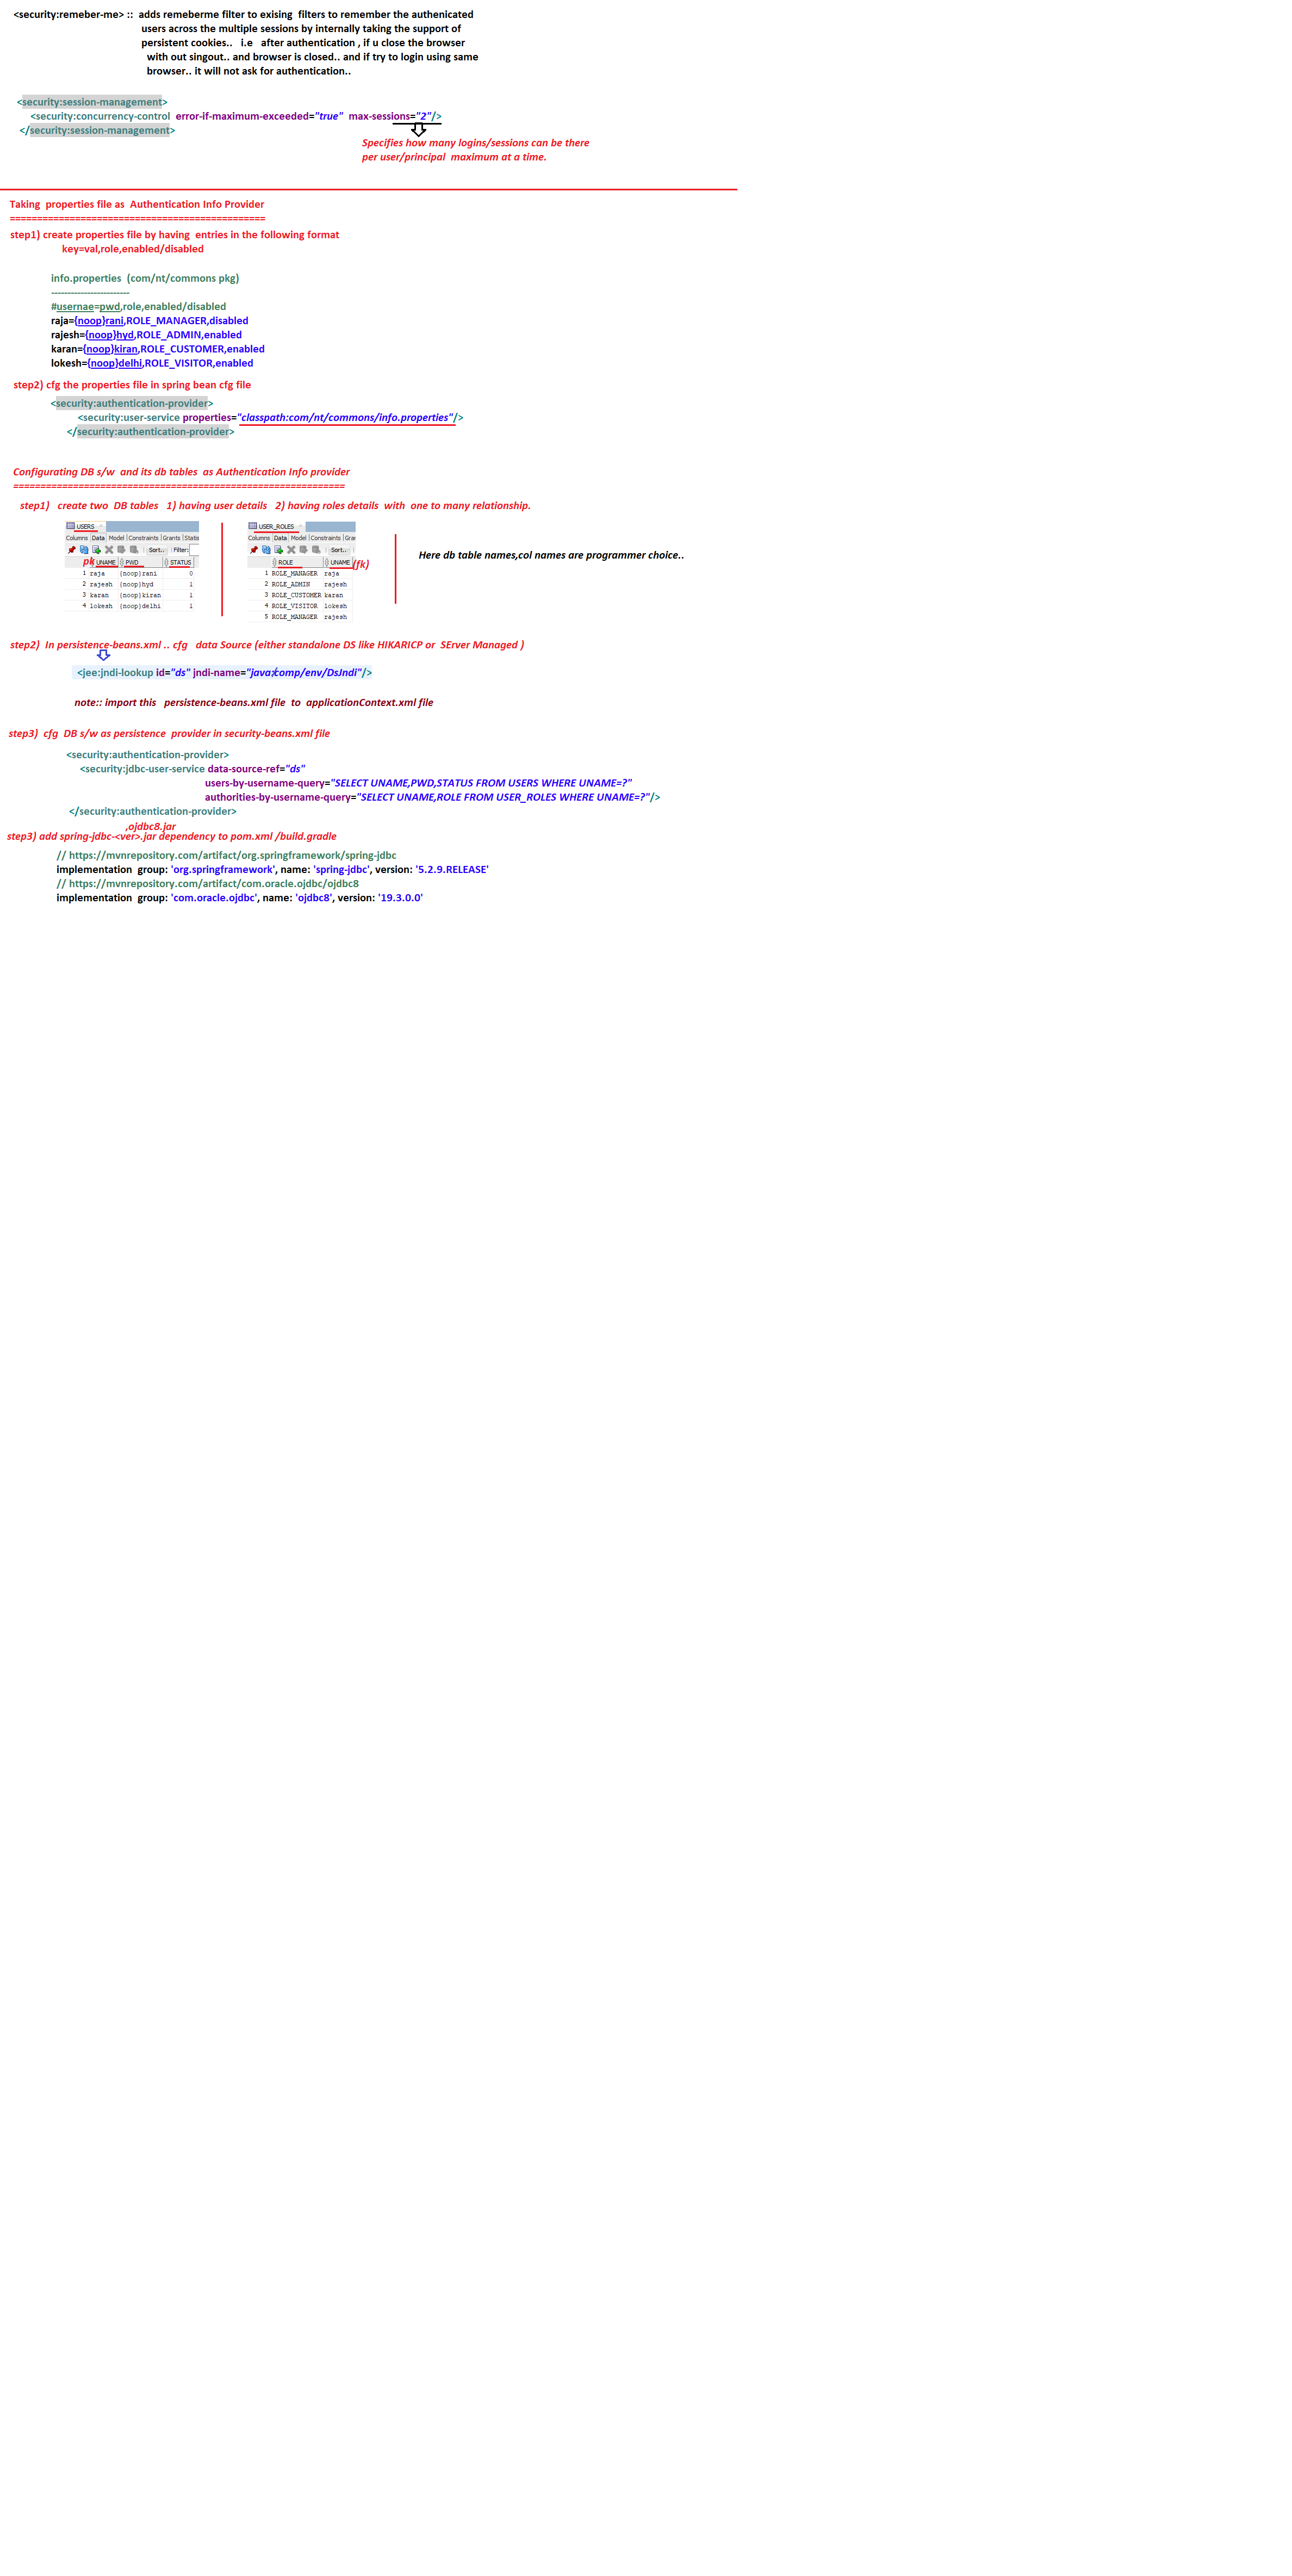 <security:remeber-me> :: adds remeberme filter to exising filters to remember the authenicated
users across the multiple sessions by internally taking the support of
persistent cookies.. i.e after authentication , if u close the browser
with out singout.. and browser is closed.. and if try to login using same
browser.. it will not ask for authentication..
<security:session-management>
<security:concurrency-control error-if-maximum-exceeded="true" max-sessions="2"/>
</security:session-management>
Specifies how many logins/sessions can be there
per user/principal maximum at a time.
Taking properties file as Authentication Info Provider
===============================================
step1) create properties file by having entries in the following format
key=val,role,enabled/disabled
info.properties (com/nt/commons pkg)
------------------------
#usernae=pwd,role,enabled/disabled
raja={noop}rani,ROLE_MANAGER,disabled
rajesh={noop}hyd,ROLE_ADMIN,enabled
karan={noop}kiran,ROLE_CUSTOMER,enabled
lokesh={noop}delhi,ROLE_VISITOR,enabled
step2) cfg the properties file in spring bean cfg file
<security:authentication-provider>
<security:user-service properties="classpath:com/nt/commons/info.properties"/>
</security:authentication-provider>
Configurating DB s/w and its db tables as Authentication Info provider
=============================================================
step1) create two DB tables 1) having user details 2) having roles details with one to many relationship.
USERS
Columns Data Model Constraints Grants Statis
Sort.. Filter:
pk UNAME PWD STATUS
1 raja {noop}rani 0
2 rajesh {noop}hyd 1
3 karan {noop}kiran 1
4 lokesh {noop}delhi 1
USER_ROLES
Columns Data Model Constraints Gran
Sort..
ROLE UNAME (fk)
1 ROLE_MANAGER raja
2 ROLE_ADMIN rajesh
3 ROLE_CUSTOMER karan
4 ROLE_VISITOR lokesh
5 ROLE_MANAGER rajesh
Here db table names,col names are programmer choice..
step2) In persistence-beans.xml .. cfg data Source (either standalone DS like HIKARICP or SErver Managed )
<jee:jndi-lookup id="ds" jndi-name="java:/comp/env/DsJndi"/>
note:: import this persistence-beans.xml file to applicationContext.xml file
step3) cfg DB s/w as persistence provider in security-beans.xml file
<security:authentication-provider>
<security:jdbc-user-service data-source-ref="ds"
users-by-username-query="SELECT UNAME,PWD,STATUS FROM USERS WHERE UNAME=?"
authorities-by-username-query="SELECT UNAME,ROLE FROM USER_ROLES WHERE UNAME=?"/>
</security:authentication-provider>
,ojdbc8.jar
step3) add spring-jdbc-<ver>.jar dependency to pom.xml /build.gradle
// https://mvnrepository.com/artifact/org.springframework/spring-jdbc
implementation group: 'org.springframework', name: 'spring-jdbc', version: '5.2.9.RELEASE'
// https://mvnrepository.com/artifact/com.oracle.ojdbc/ojdbc8
implementation group: 'com.oracle.ojdbc', name: 'ojdbc8', version: '19.3.0.0'